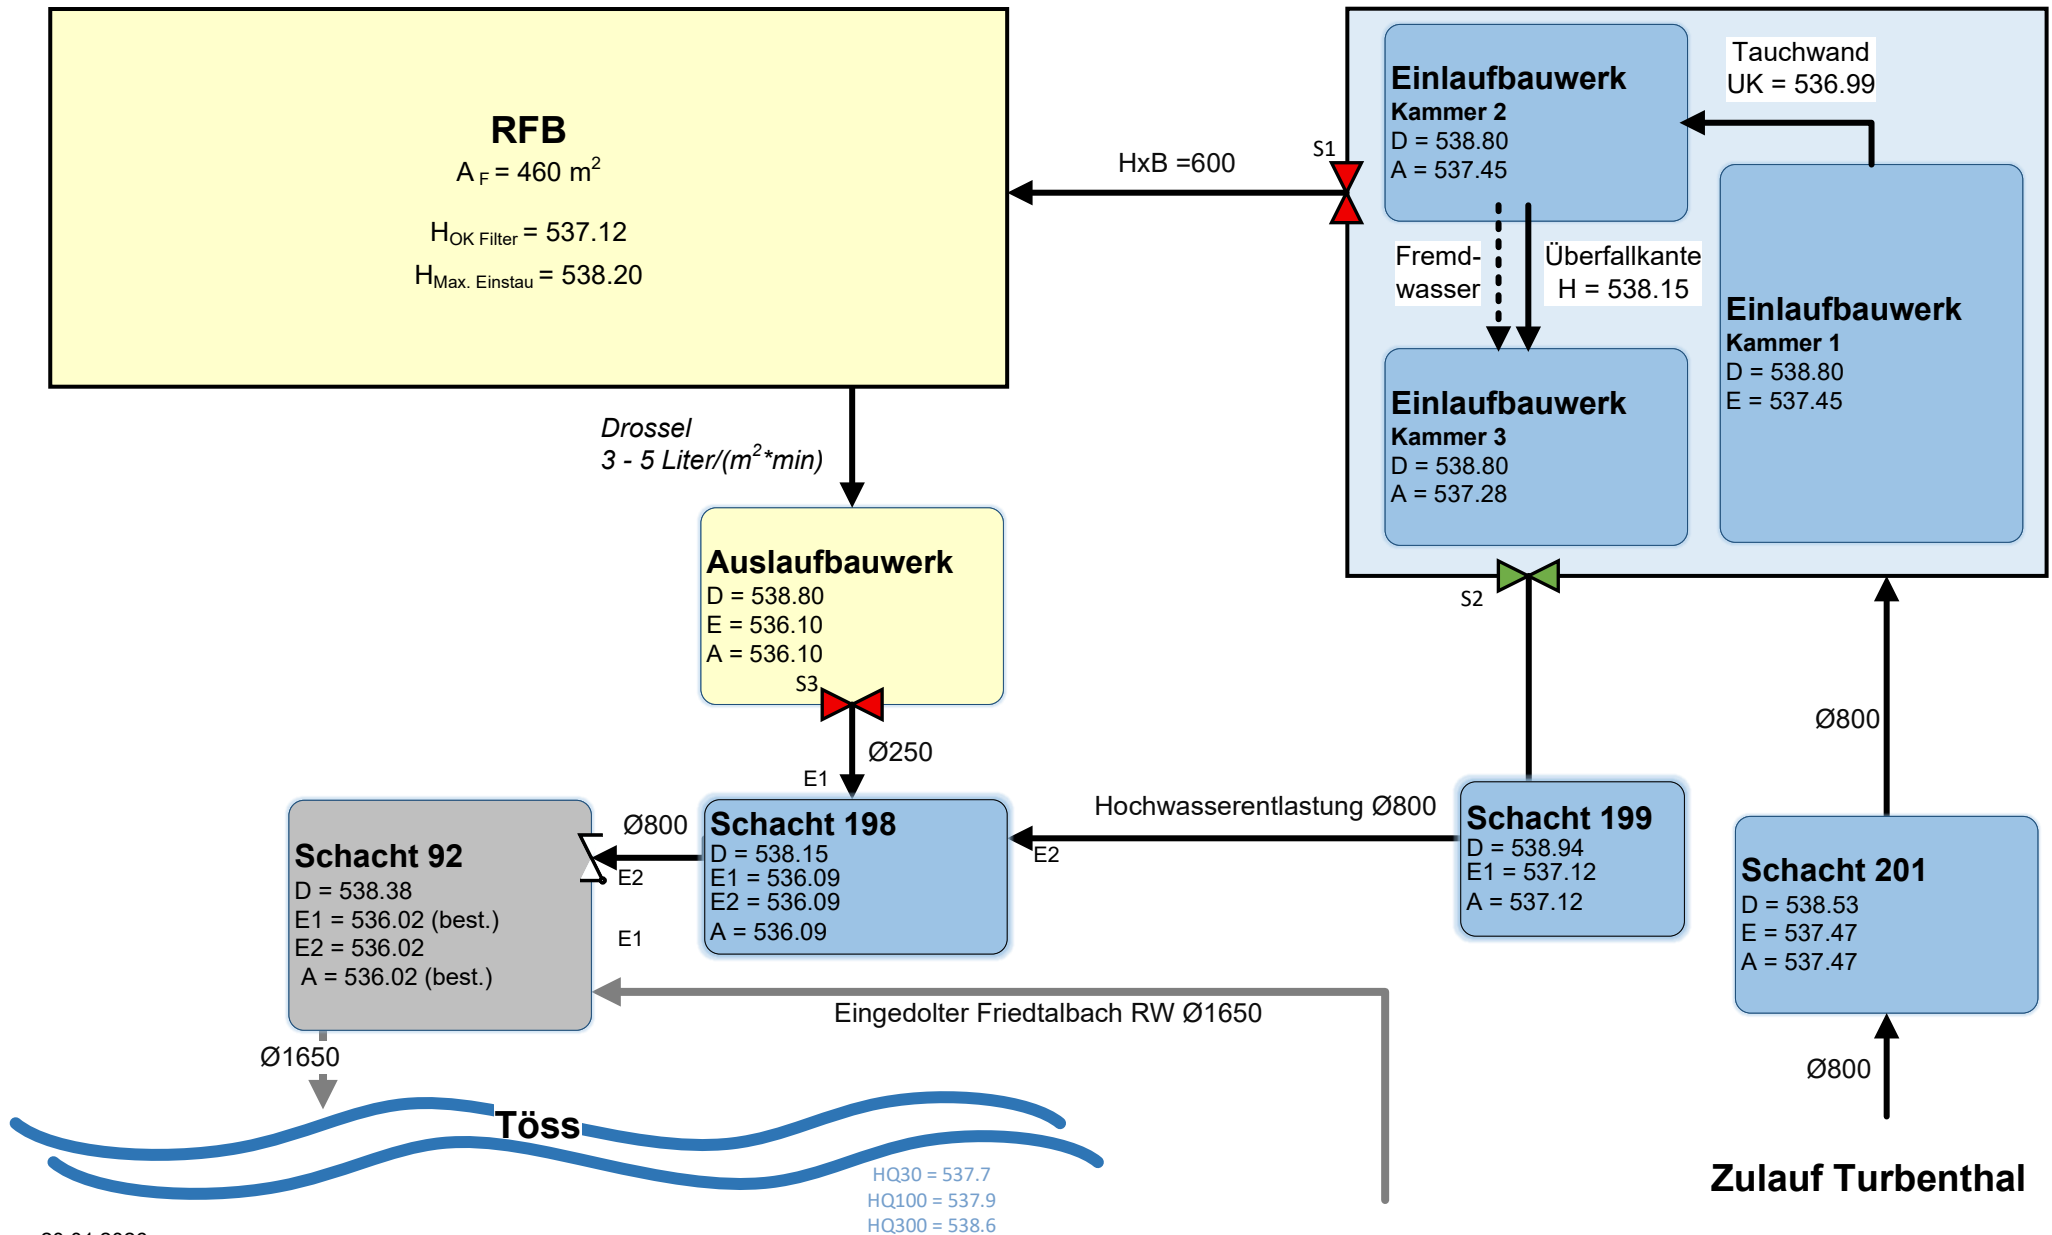 RFB
A F = 460 m2
HOK Filter = 537.12
HMax. Einstau = 538.20
HxB =600
S1
Einlaufbauwerk
Kammer 2
D = 538.80
A = 537.45
Tauchwand
UK = 536.99
Fremd-
wasser
Überfallkante
H = 538.15
Einlaufbauwerk
Kammer 1
D = 538.80
E = 537.45
Einlaufbauwerk
Kammer 3
D = 538.80
A = 537.28
S2
Drossel
3 - 5 Liter/(m2*min)
Auslaufbauwerk
D = 538.80
E = 536.10
A = 536.10
S3
Ø250
E1
Ø800
Schacht 92
D = 538.38
E1 = 536.02 (best.)
E2 = 536.02
A = 536.02 (best.)
Ø800
E2
E1
Schacht 198
D = 538.15
E1 = 536.09
E2 = 536.09
A = 536.09
Hochwasserentlastung Ø800
E2
Schacht 199
D = 538.94
E1 = 537.12
A = 537.12
Schacht 201
D = 538.53
E = 537.47
A = 537.47
Eingedolter Friedtalbach RW Ø1650
Ø1650
Ø800
Töss
HQ30 = 537.7
HQ100 = 537.9
HQ300 = 538.6
Zulauf Turbenthal